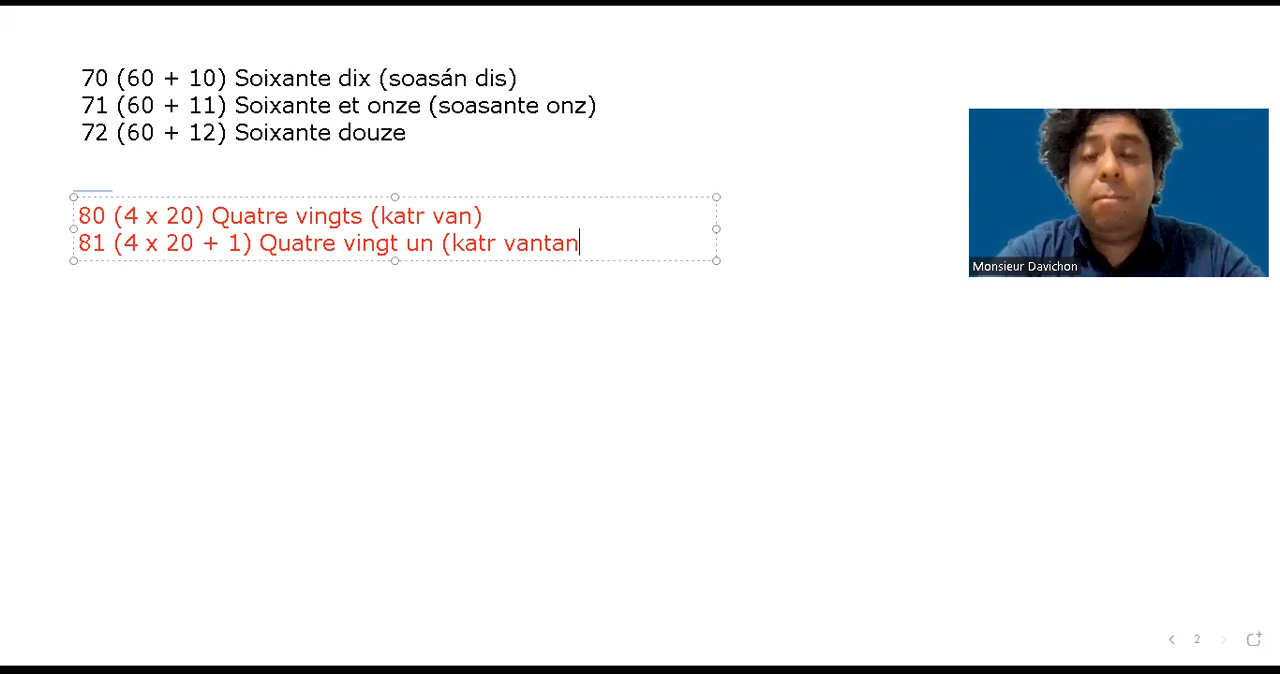 70 (60 + 10) Soixante dix (soasán dis)
71 (60 + 11) Soixante et onze (soasante onz)
72 (60 + 12) Soixante douze
80 (4 x 20) Quatre vingts (katr van)
81 (4 x 20 + 1) Quatre vingt un (katr vantan
Monsieur Davichon
2